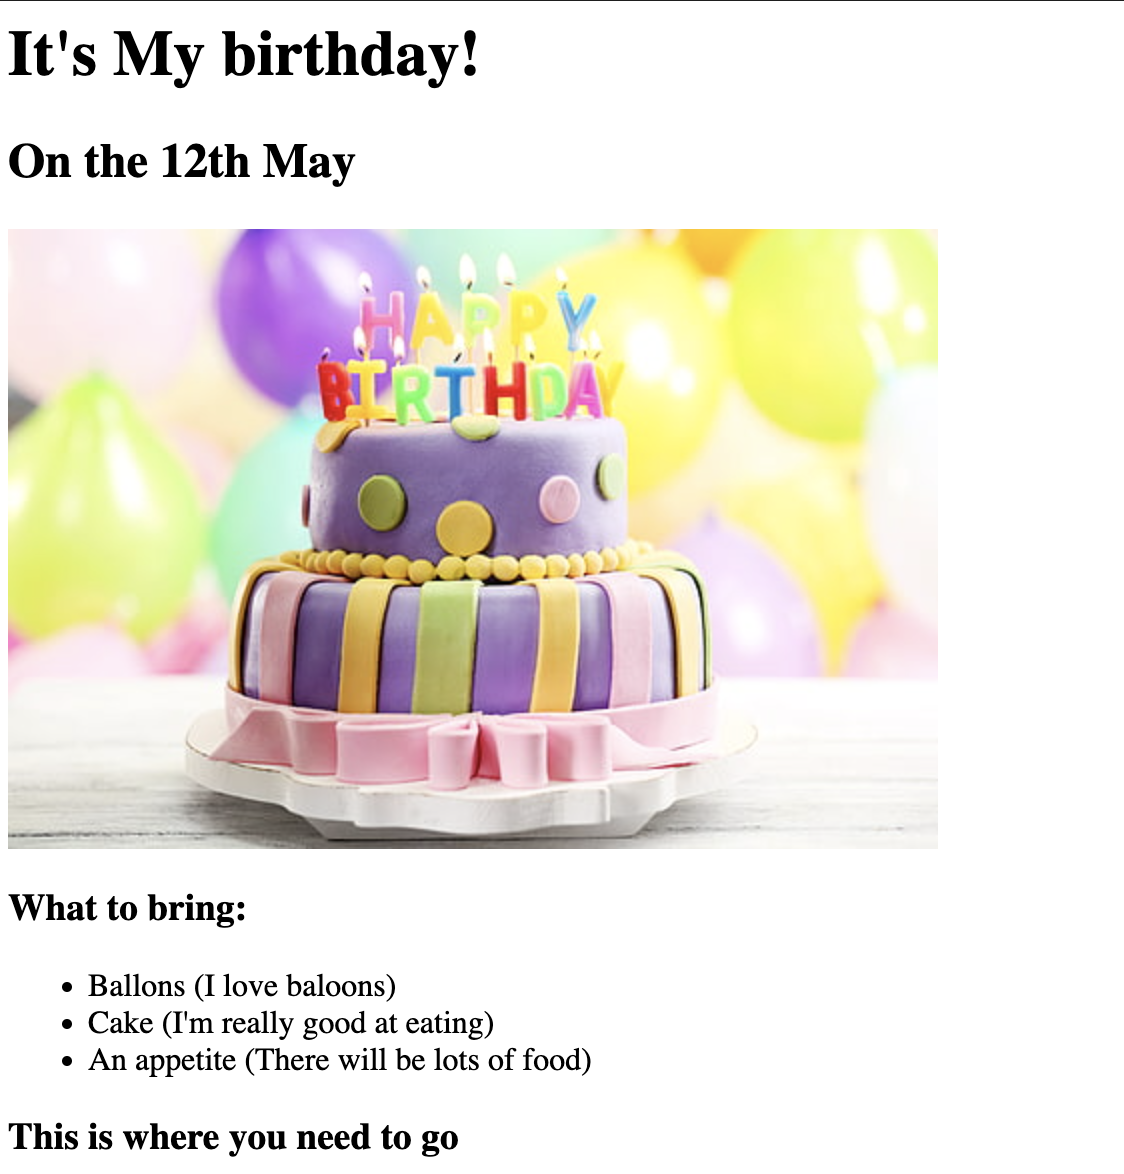 It's My birthday!
On the 12th May
HAPPY
BIRTHDAY
What to bring:
Ballons (I love baloons)
Cake (I'm really good at eating)
An appetite (There will be lots of food)
This is where you need to go